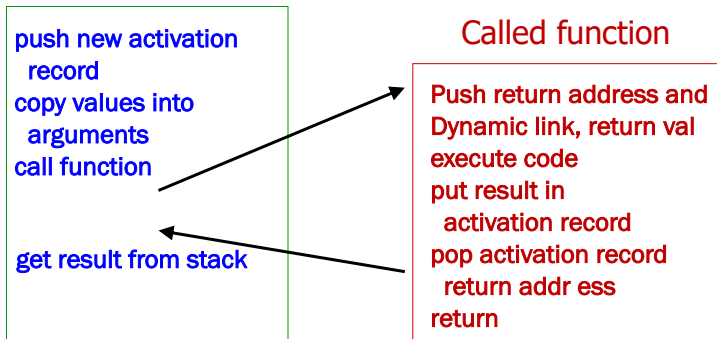 push new activation
record
copy values into
arguments
call function
get result from stack
Called function
Push return address and
Dynamic link, return val
execute code
put result in
activation record
pop activation record
return addr ess
return